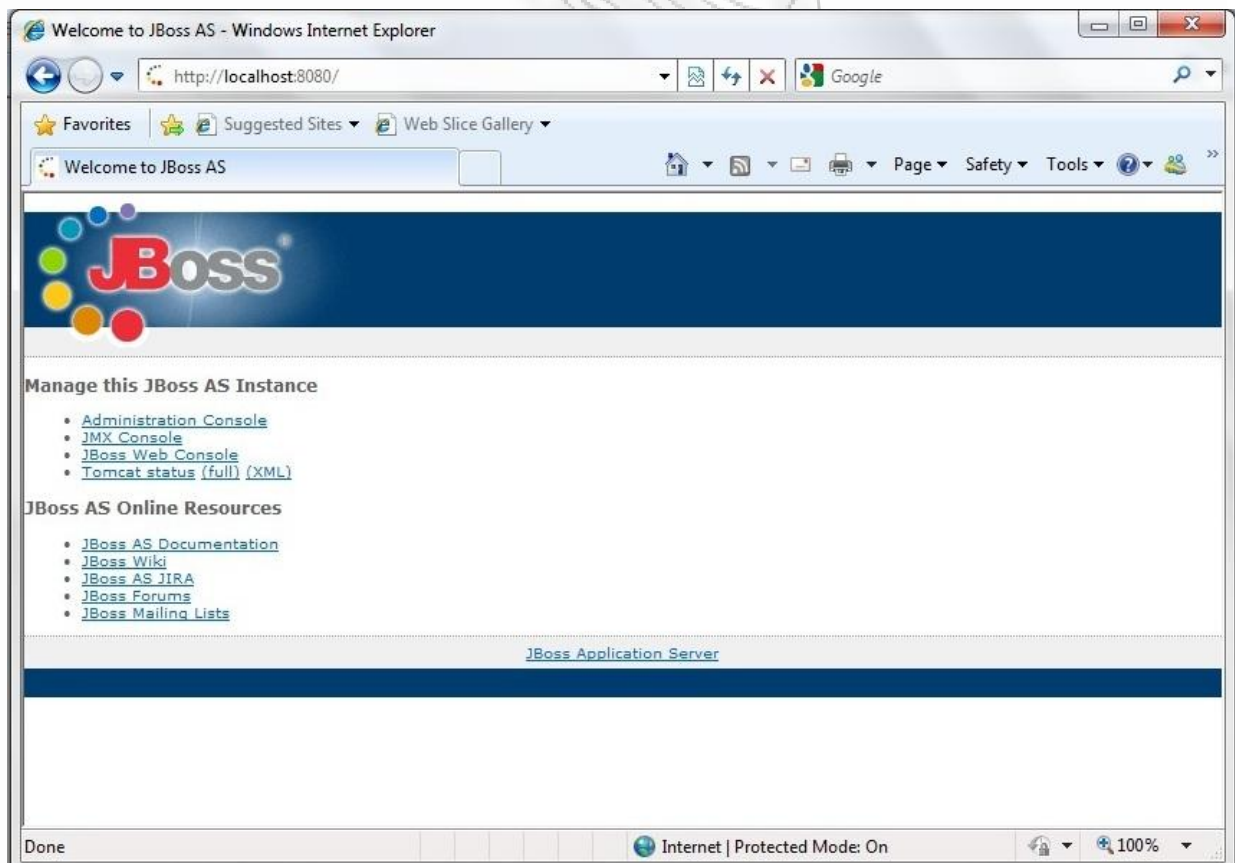 Welcome to JBoss AS - Windows Internet Explorer
http://localhost:8080/
Google
Favorites Suggested Sites Web Slice Gallery
Welcome to JBoss AS
Page Safety Tools
JBoss®
Manage this JBoss AS Instance
Administration Console
JMX Console
JBoss Web Console
Tomcat status (full) (XML)
JBoss AS Online Resources
JBoss AS Documentation
JBoss Wiki
JBoss AS JIRA
JBoss Forums
JBoss Mailing Lists
JBoss Application Server
Done
Internet | Protected Mode: On
100%